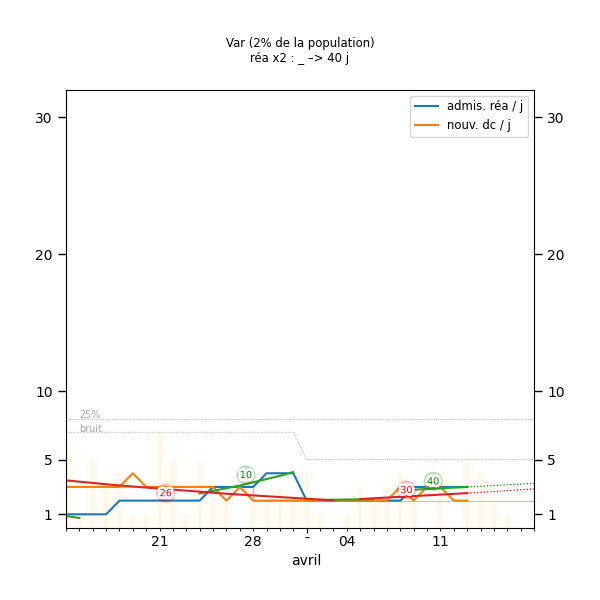 Var (2% de la population)
réa x2 : _ –> 40 j
admis. réa / j
nouv. dc / j
30 30
20 20
10 10
25%
bruit
5 5
10
40
26
30
1 1
21 28 - 04 11
avril